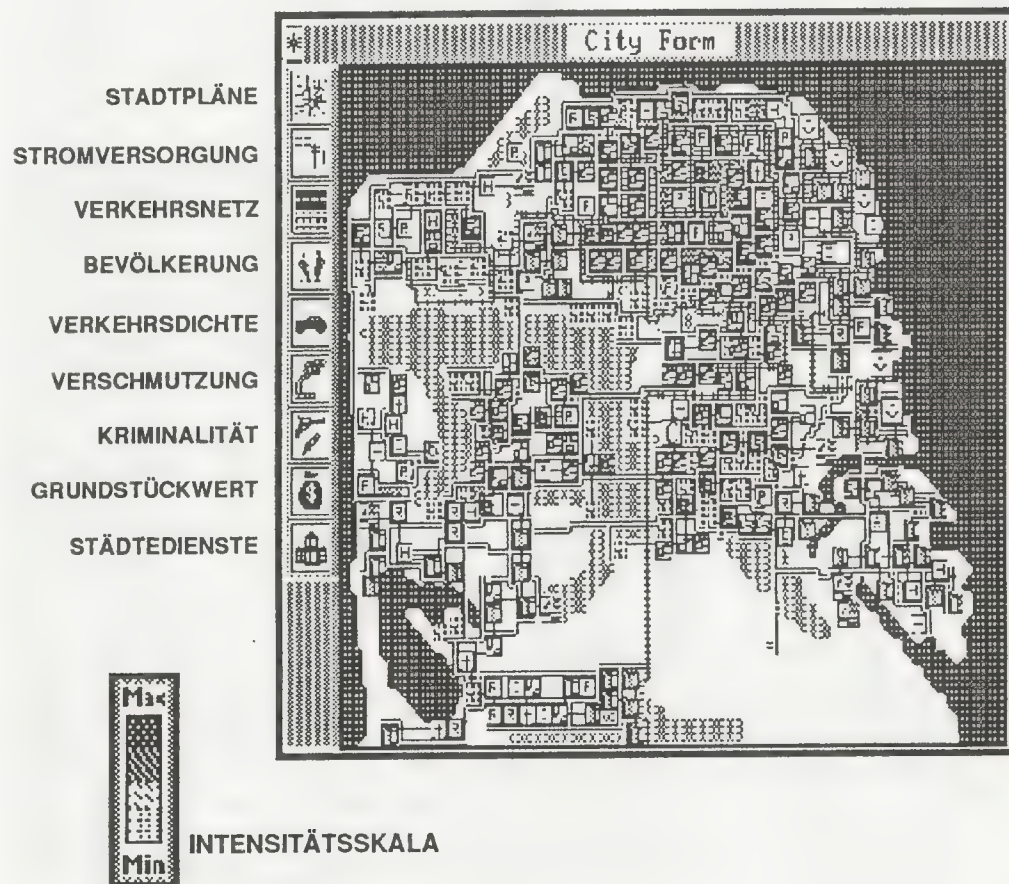 City Form
STADTPLÄNE
STROMVERSORGUNG
VERKEHRSNETZ
BEVÖLKERUNG
VERKEHRSDICHTE
VERSCHMUTZUNG
KRIMINALITÄT
GRUNDSTÜCKWERT
STÄDTEDIENSTE
Max
Min
INTENSITÄTSSKALA